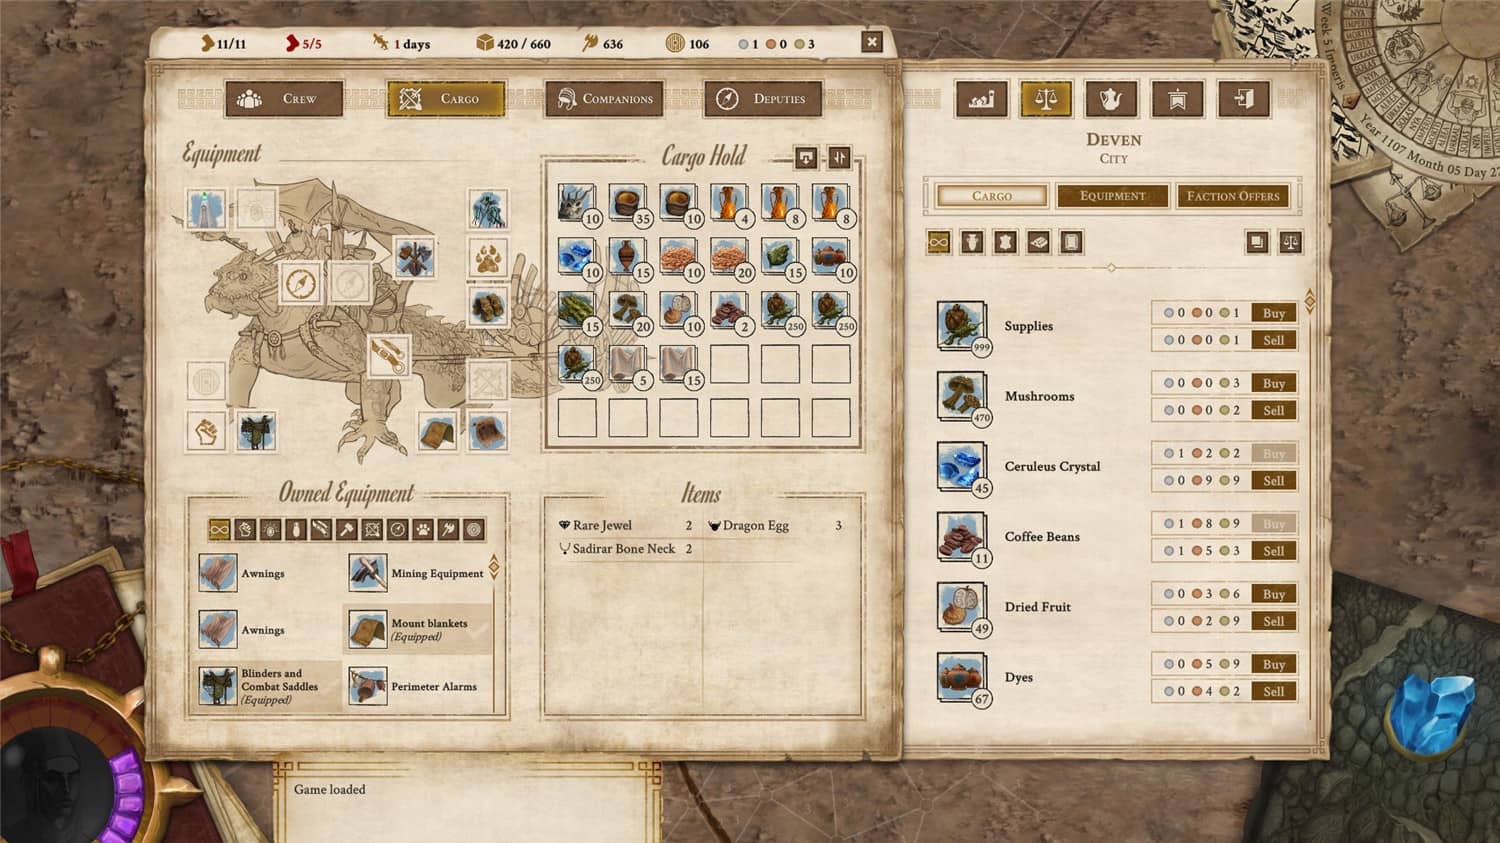 11/11
5/5
1 days
420 / 660
636
106
1 0 3
CREW
CARGO
COMPANIONS
DEPUTIES
Equipment
Cargo Hold
10 35 10 4 8 8
10 15 10 20 15 10
15 20 10 2 250 250
250 5 15
Owned Equipment
Awnings
Mining Equipment
Awnings
Mount blankets
(Equipped)
Blinders and
Combat Saddles
(Equipped)
Perimeter Alarms
Items
Rare Jewel 2
Dragon Egg 3
Sadirar Bone Neck 2
DEVEN
CITY
CARGO
EQUIPMENT
FACTION OFFERS
999
Supplies
0 0 1 Buy
0 0 1 Sell
470
Mushrooms
0 0 3 Buy
0 0 2 Sell
45
Ceruleus Crystal
1 2 2 Buy
0 9 9 Sell
11
Coffee Beans
1 8 9 Buy
1 5 3 Sell
49
Dried Fruit
0 3 6 Buy
0 2 9 Sell
67
Dyes
0 5 9 Buy
0 4 2 Sell
Game loaded
Week 5 Imperis
Year 1107 Month 05 Day 27